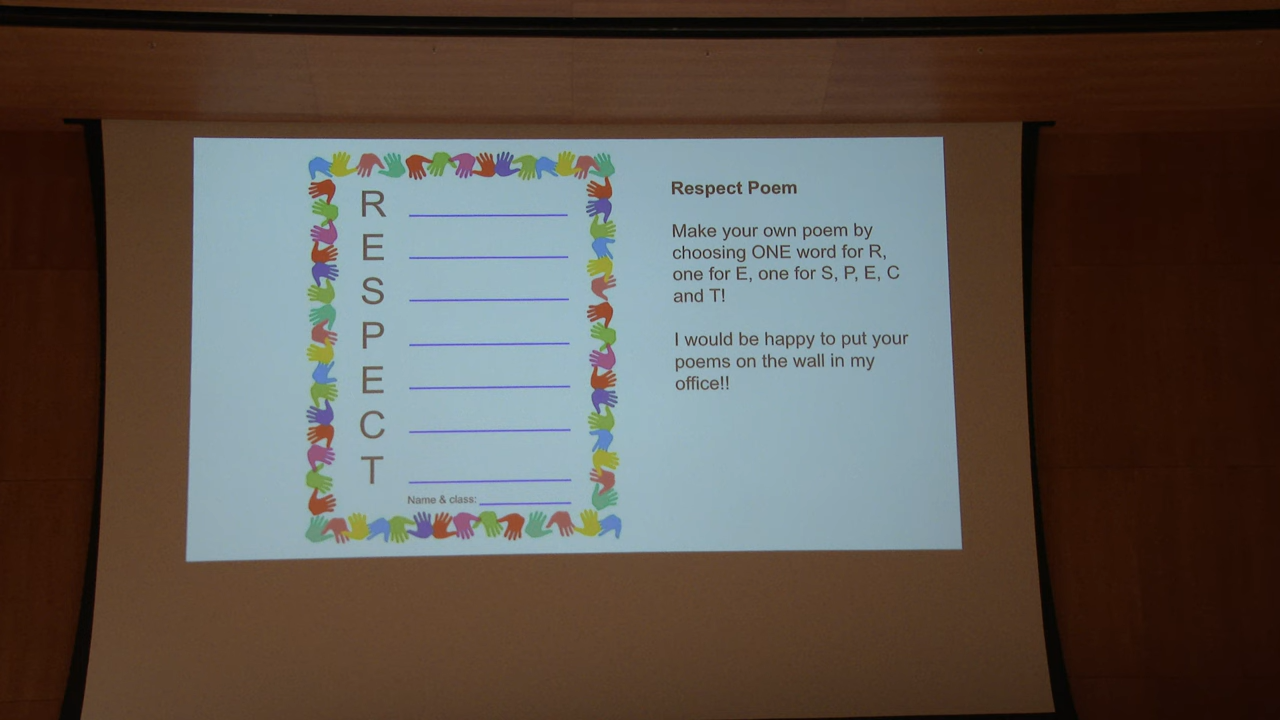 R
E
S
P
E
C
T
Name & class:
Respect Poem
Make your own poem by
choosing ONE word for R,
one for E, one for S, P, E, C
and T!
I would be happy to put your
poems on the wall in my
office!!